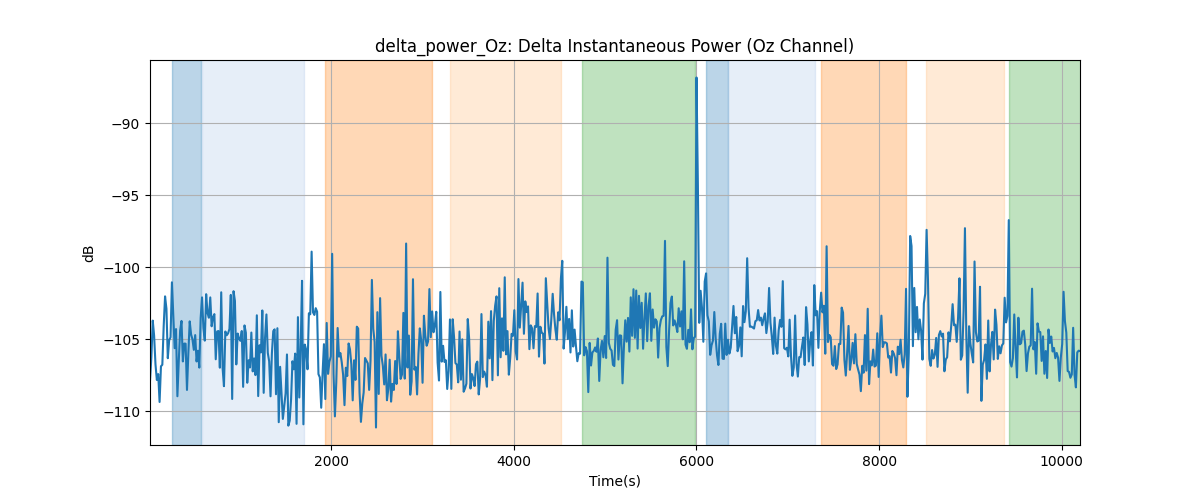 delta_power_Oz: Delta Instantaneous Power (Oz Channel)
−90
−95
−100
−105
−110
dB
2000 4000 6000 8000 10000
Time(s)